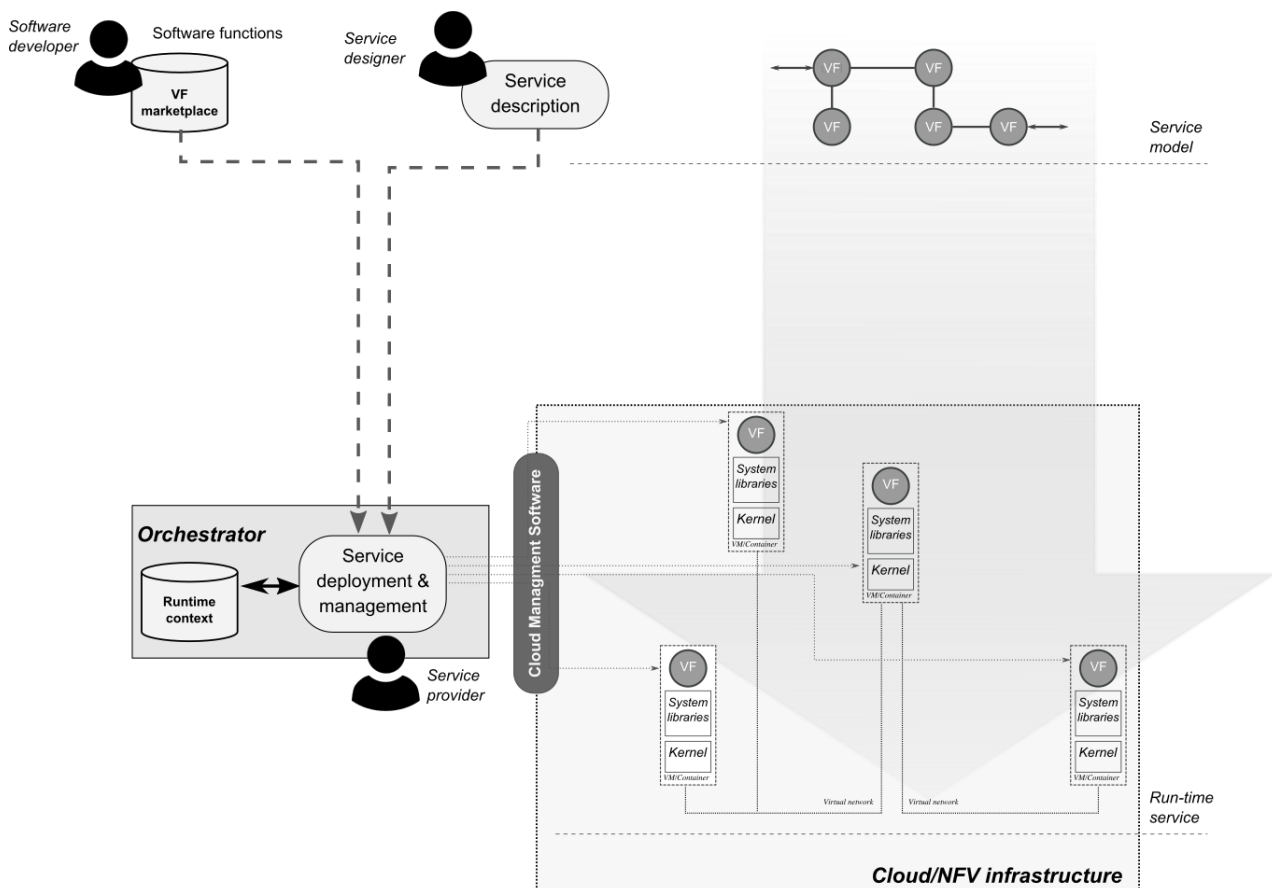 Software
developer
Software functions
VF
marketplace
Service
designer
Service
description
VF
VF
VF
VF
VF
Service
model
Orchestrator
Runtime
context
Service
deployment &
management
Service
provider
Cloud Managment Software
VF
System
libraries
Kernel
VM/Container
VF
System
libraries
Kernel
VM/Container
VF
System
libraries
Kernel
VM/Container
VF
System
libraries
Kernel
VM/Container
Virtual network
Virtual network
Run-time
service
Cloud/NFV infrastructure